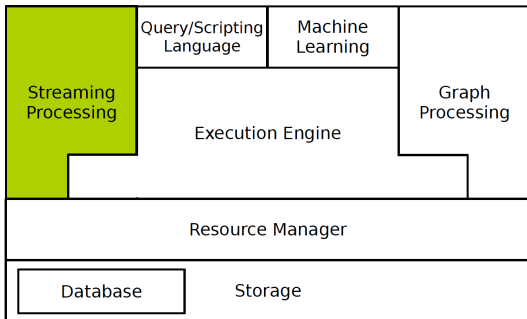 Query/Scripting
Language
Machine
Learning
Streaming
Processing
Graph
Processing
Execution Engine
Resource Manager
Database
Storage